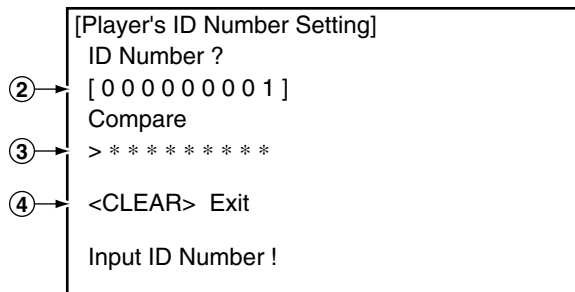 [Player's ID Number Setting]
ID Number ?
② [ 0 0 0 0 0 0 0 0 1 ]
Compare
③ > * * * * * * * * *
④ <CLEAR> Exit
Input ID Number !